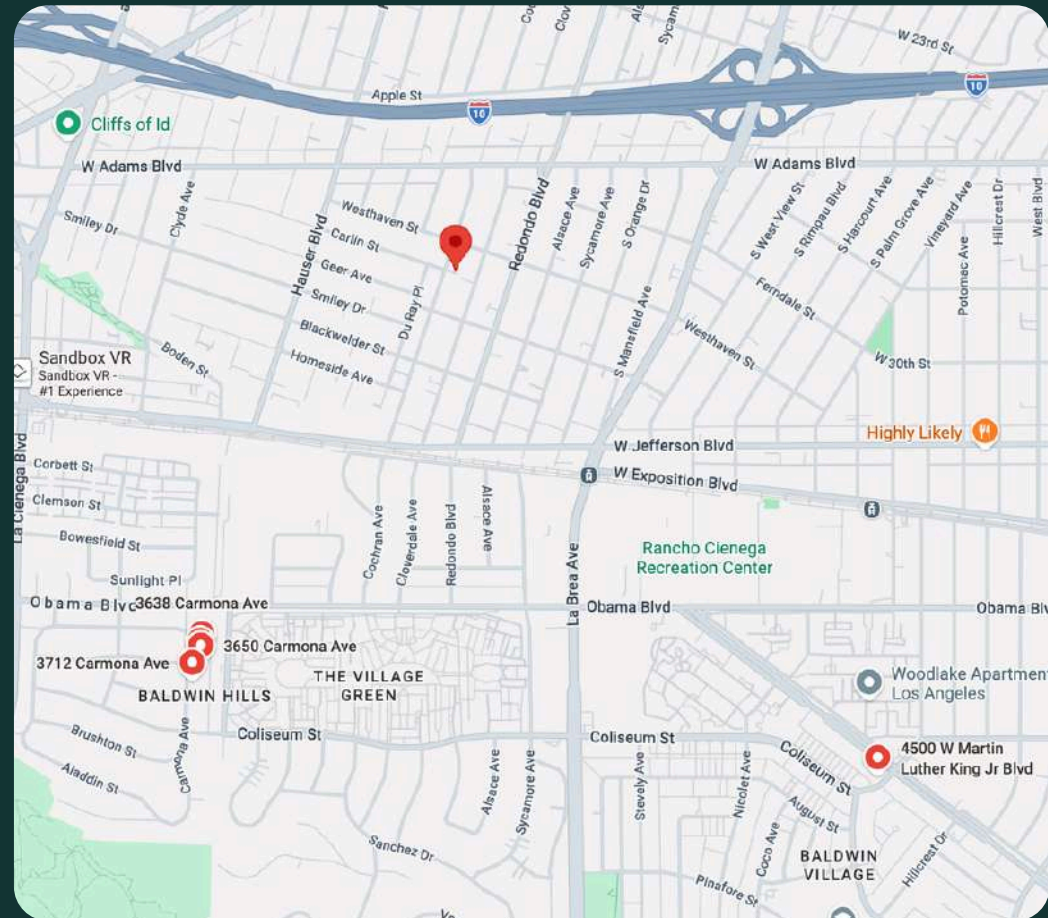 W 23rd St
Apple St
10
10
Cliffs of Id
W Adams Blvd
W Adams Blvd
Clyde Ave
Smiley Dr
Hauser Blvd
Westhaven St
Carlin St
Geer Ave
Smiley Dr
Blackwelder St
Homeside Ave
Du Ray Pl
Redondo Blvd
Alsace Ave
Sycamore Ave
S Orange Dr
S Mansfield Ave
S West View St
S Rimpau Blvd
S Harcourt Ave
S Palm Grove Ave
Vineyard Ave
Potomac Ave
Hillcrest Dr
West Blvd
Ferndale St
Westhaven St
W 30th St
Boden St
Sandbox VR
Sandbox VR -
#1 Experience
Highly Likely
W Jefferson Blvd
W Exposition Blvd
La Cienega Blvd
Corbett St
Clemson St
Bowesfield St
Sunlight Pl
Cochran Ave
Cloverdale Ave
Redondo Blvd
Alsace Ave
La Brea Ave
Rancho Cienega
Recreation Center
Obama Blvd
3638 Carmona Ave
Obama Blvd
Obama Blv
3650 Carmona Ave
3712 Carmona Ave
BALDWIN HILLS
THE VILLAGE
GREEN
Woodlake Apartment
Los Angeles
Brushton St
Carmona Ave
Coliseum St
Coliseum St
Coliseum St
4500 W Martin
Luther King Jr Blvd
Aladdin St
Alsace Ave
Sycamore Ave
Stevely Ave
Nicolet Ave
August St
Coco Ave
Hillcrest Dr
Sanchez Dr
BALDWIN
VILLAGE
Pinafore St